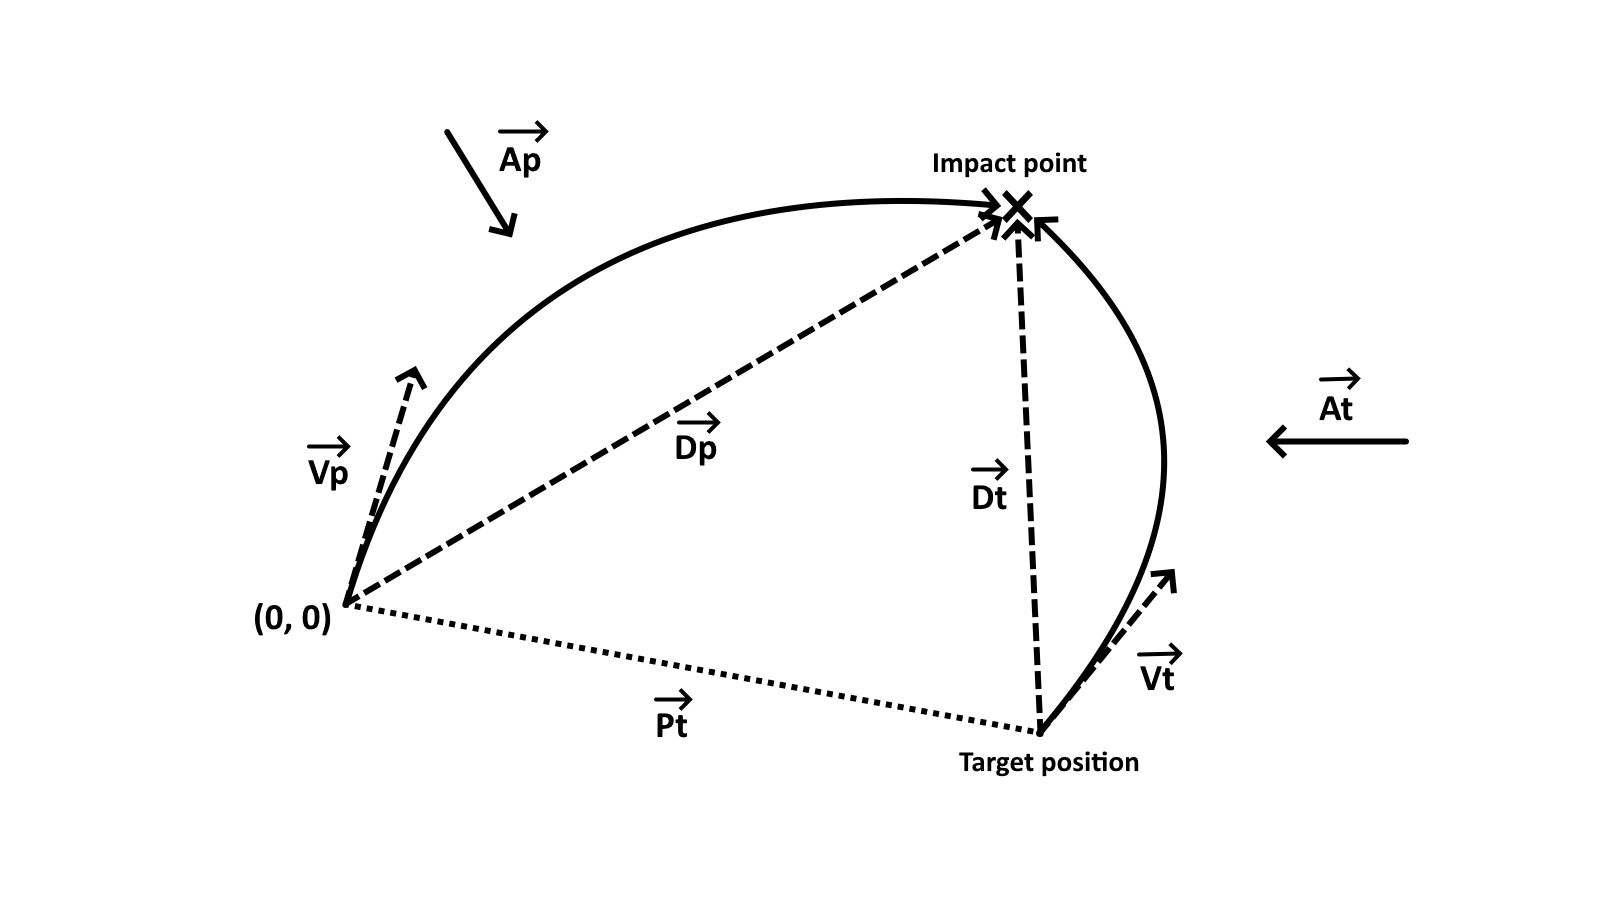 Ap
Impact point
At
Vp
Dp
Dt
(0, 0)
Vt
Pt
Target position